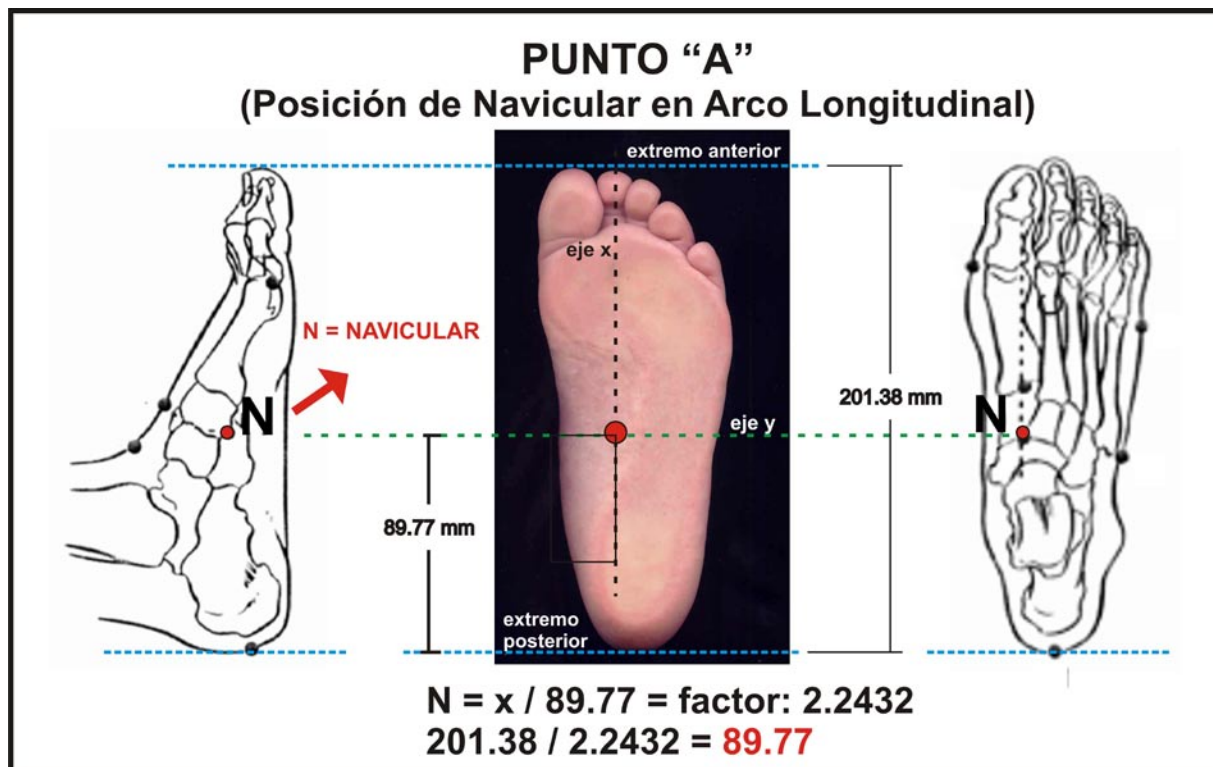 PUNTO “A”
(Posición de Navicular en Arco Longitudinal)
extremo anterior
eje x
N = NAVICULAR
N
201.38 mm
N
eje y
89.77 mm
extremo
posterior
N = x / 89.77 = factor: 2.2432
201.38 / 2.2432 = 89.77